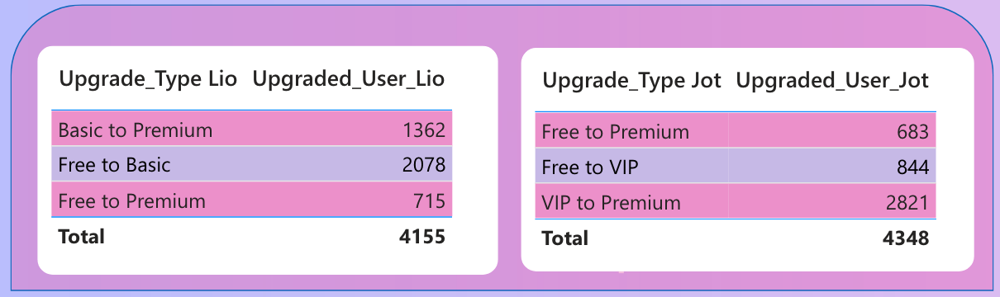 Upgrade_Type Lio Upgraded_User_Lio
Basic to Premium 1362
Free to Basic 2078
Free to Premium 715
Total 4155
Upgrade_Type Jot Upgraded_User_Jot
Free to Premium 683
Free to VIP 844
VIP to Premium 2821
Total 4348